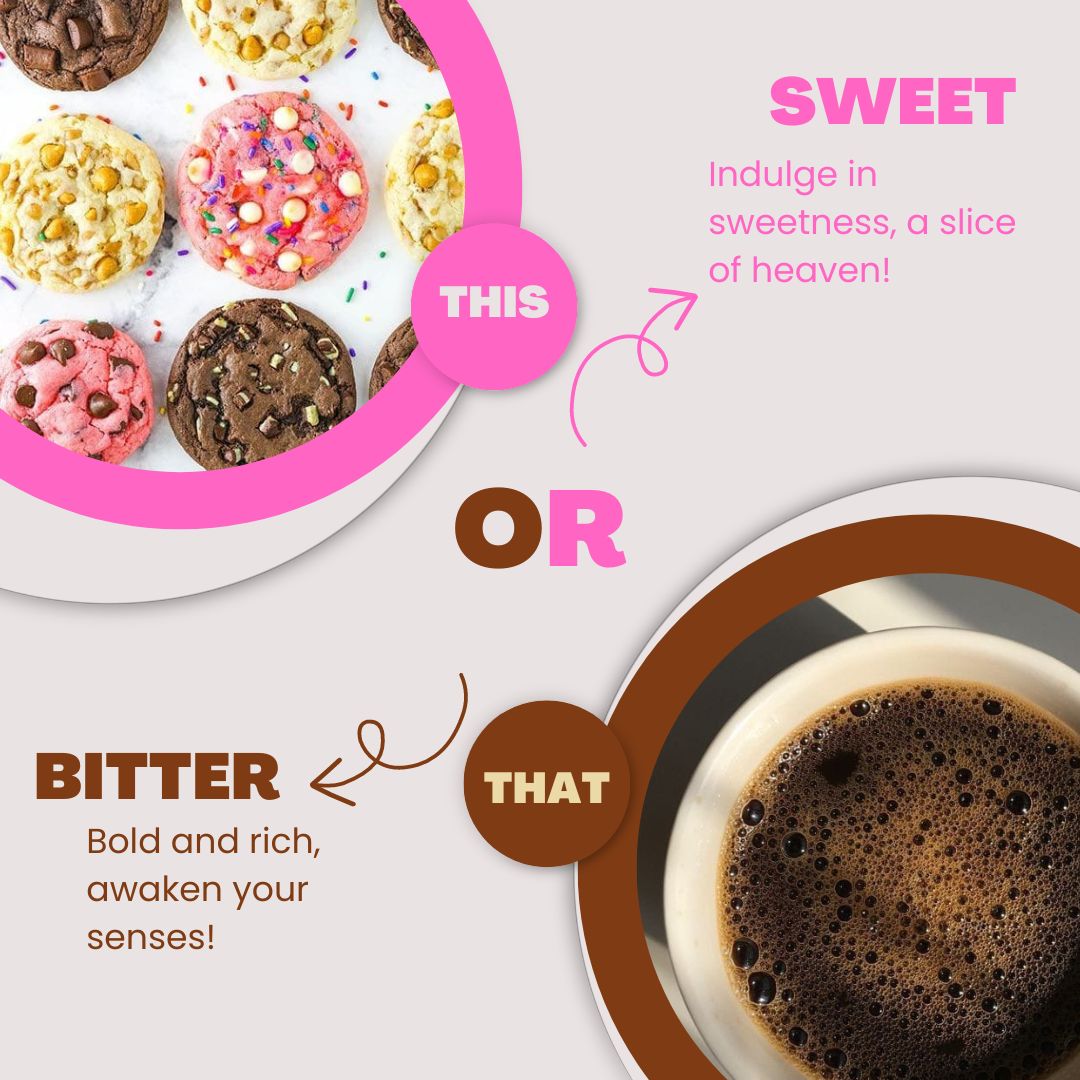 SWEET
Indulge in
sweetness, a slice
of heaven!
THIS
OR
BITTER
THAT
Bold and rich,
awaken your
senses!